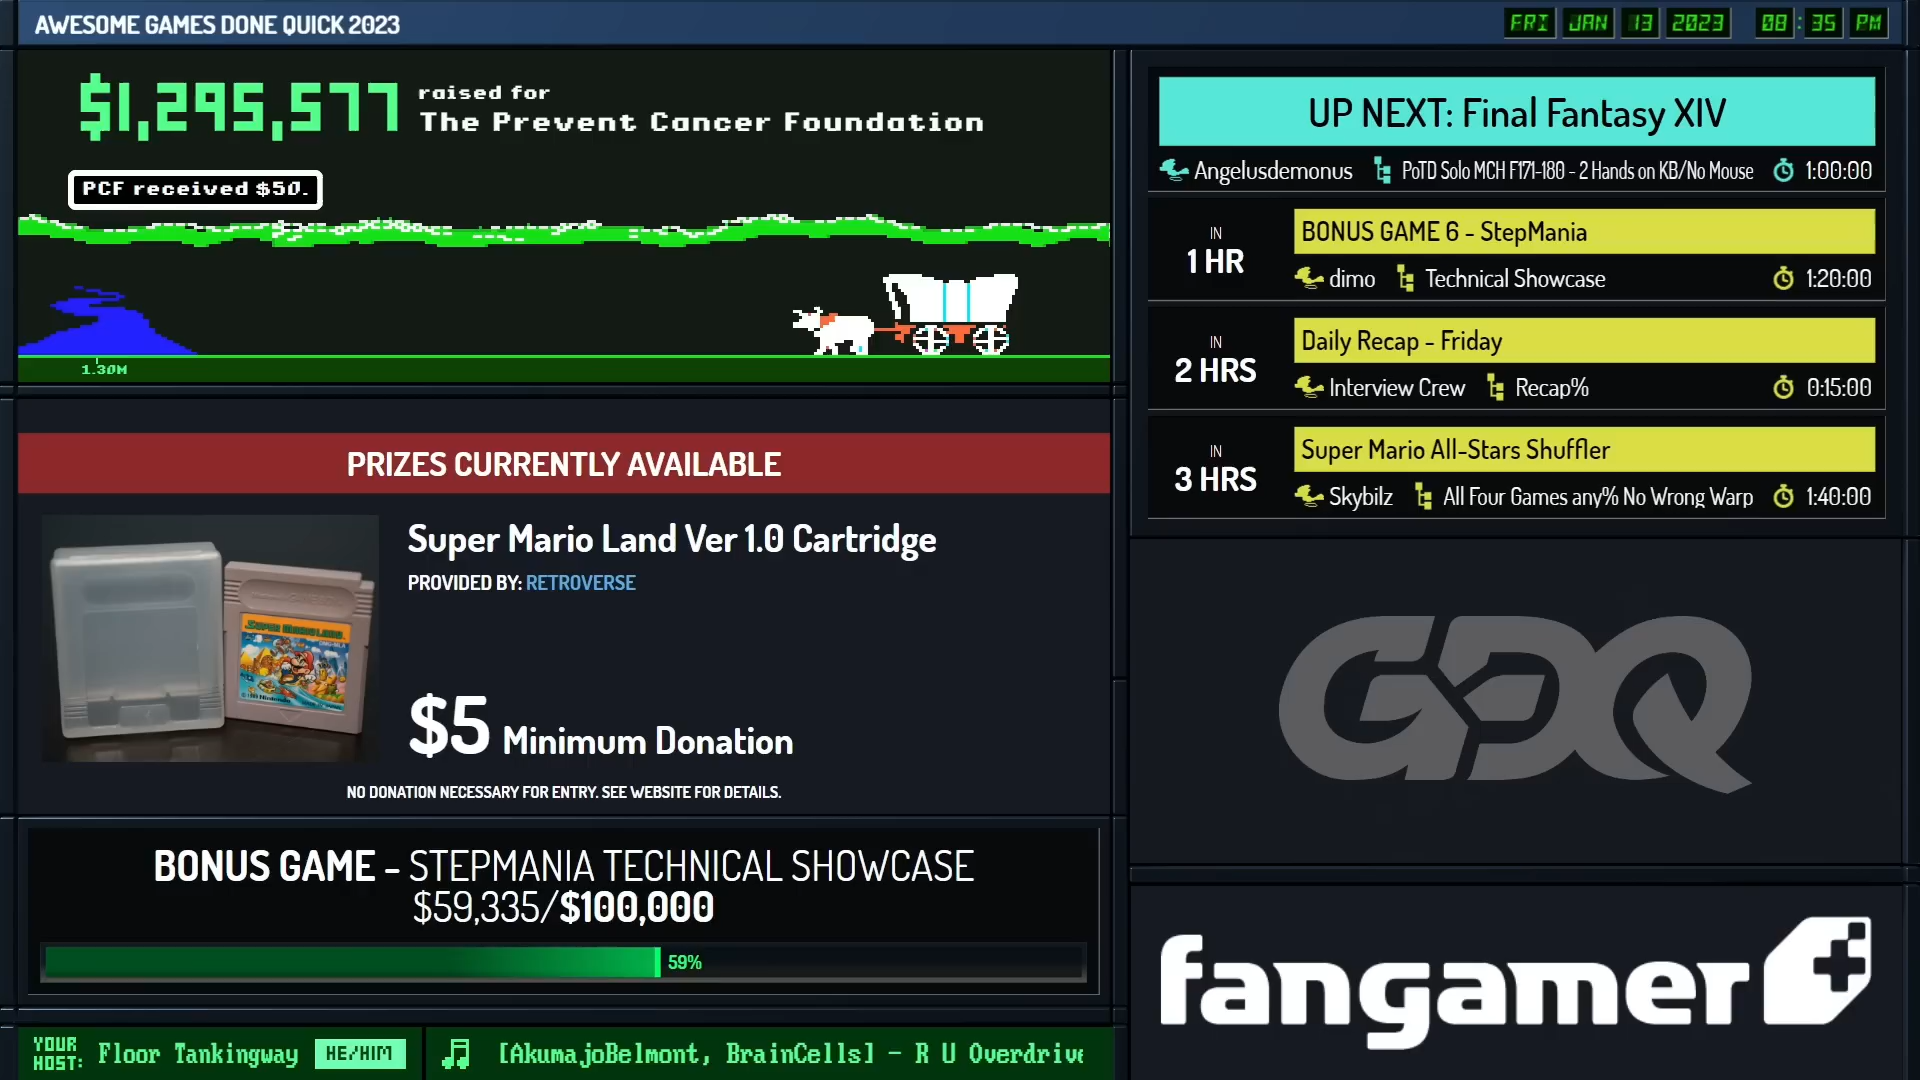 AWESOME GAMES DONE QUICK 2023
FRI JAN 13 2023 08:35 PM
$1,295,577 raised for
The Prevent Cancer Foundation
PCF received $50.
1.30M
PRIZES CURRENTLY AVAILABLE
SUPER MARIO LAND
Super Mario Land Ver 1.0 Cartridge
PROVIDED BY: RETROVERSE
$5 Minimum Donation
NO DONATION NECESSARY FOR ENTRY. SEE WEBSITE FOR DETAILS.
BONUS GAME - STEPMANIA TECHNICAL SHOWCASE
$59,335/$100,000
59%
YOUR HOST: Floor Tankingway HE/HIM
[AkumajoBelmont, BrainCells] - R U Overdrive
UP NEXT: Final Fantasy XIV
Angelusdemonus PoTD Solo MCH F171-180 - 2 Hands on KB/No Mouse 1:00:00
IN 1 HR
BONUS GAME 6 - StepMania
dimo Technical Showcase 1:20:00
IN 2 HRS
Daily Recap - Friday
Interview Crew Recap% 0:15:00
IN 3 HRS
Super Mario All-Stars Shuffler
Skybilz All Four Games any% No Wrong Warp 1:40:00
GDQ
fangamer